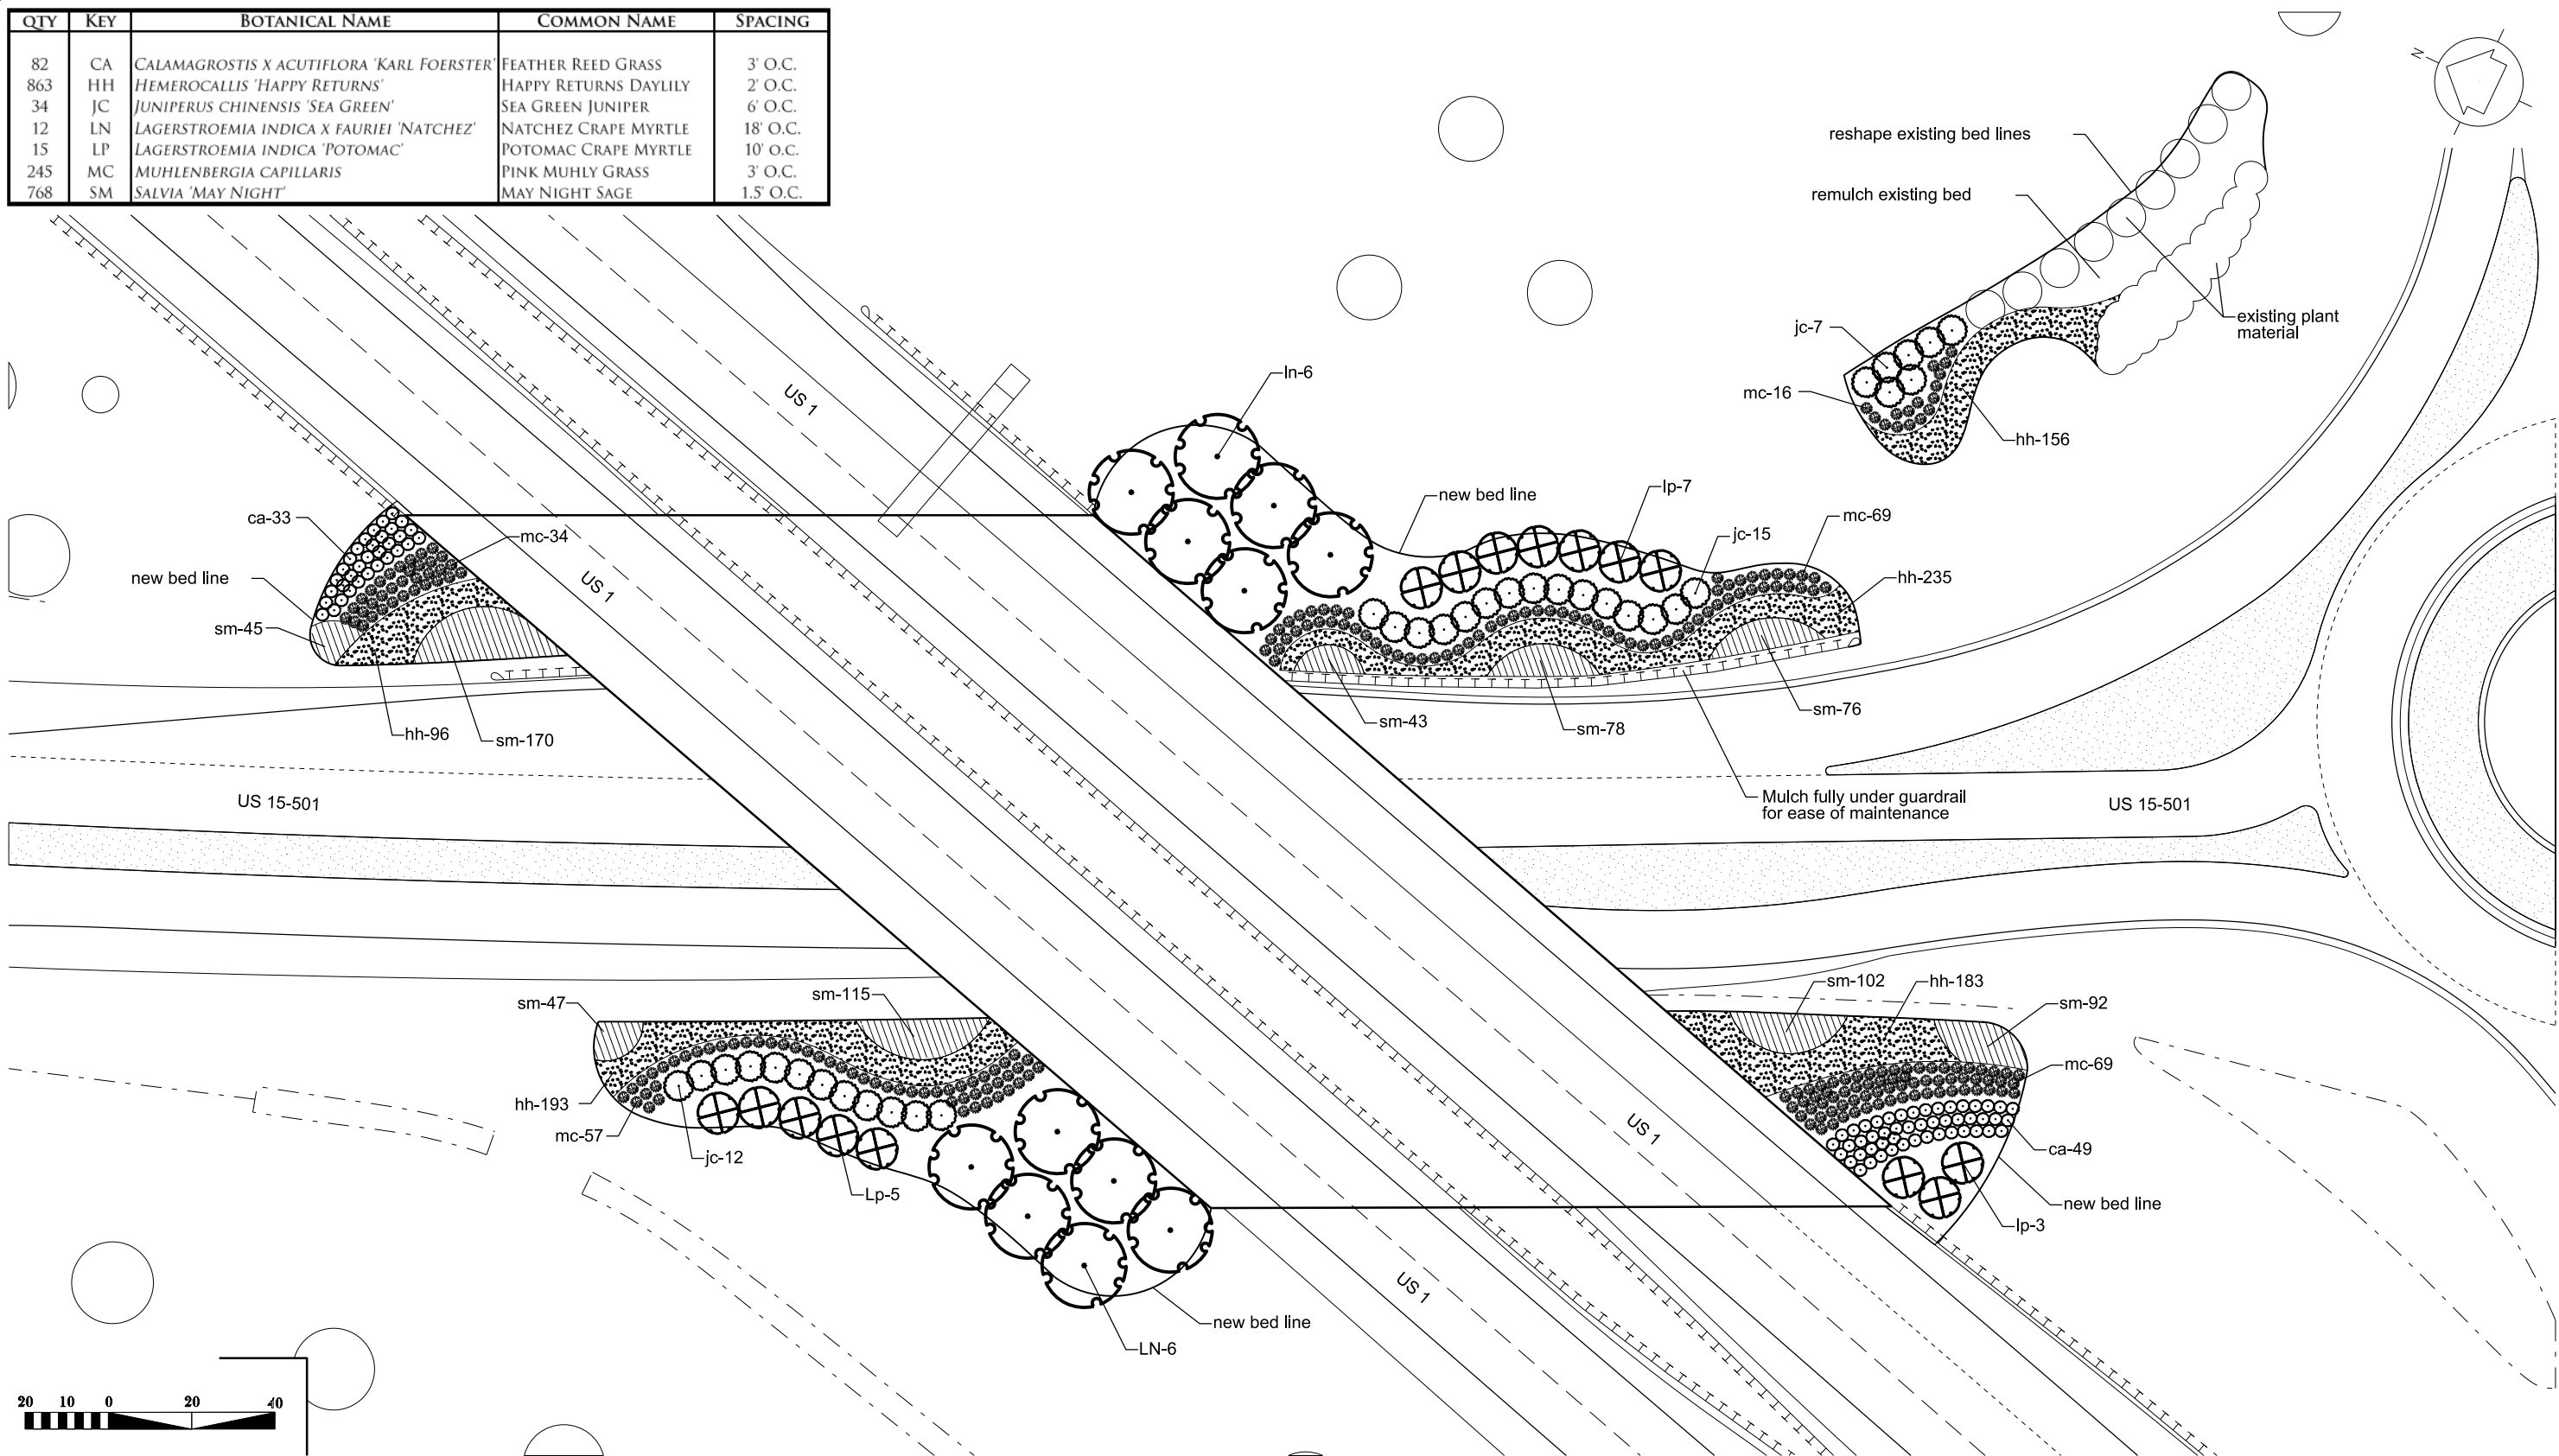 QTY KEY BOTANICAL NAME COMMON NAME SPACING
82 CA CALAMAGROSTIS X ACUTIFLORA 'KARL FOERSTER' FEATHER REED GRASS 3' O.C.
863 HH HEMEROCALLIS 'HAPPY RETURNS' HAPPY RETURNS DAYLILY 2' O.C.
34 JC JUNIPERUS CHINENSIS 'SEA GREEN' SEA GREEN JUNIPER 6' O.C.
12 LN LAGERSTROEMIA INDICA X FAURIEI 'NATCHEZ' NATCHEZ CRAPE MYRTLE 18' O.C.
15 LP LAGERSTROEMIA INDICA 'POTOMAC' POTOMAC CRAPE MYRTLE 10' O.C.
245 MC MUHLENBERGIA CAPILLARIS PINK MUHLY GRASS 3' O.C.
768 SM SALVIA 'MAY NIGHT' MAY NIGHT SAGE 1.5' O.C.
N
reshape existing bed lines
remulch existing bed
existing plant
material
jc-7
mc-16
hh-156
US 1
ln-6
new bed line
lp-7
jc-15
mc-69
hh-235
ca-33
mc-34
new bed line
sm-45
US 1
hh-96
sm-170
sm-43
sm-78
sm-76
Mulch fully under guardrail
for ease of maintenance
US 15-501
US 15-501
sm-47
sm-115
hh-193
mc-57
jc-12
Lp-5
sm-102
hh-183
sm-92
mc-69
ca-49
new bed line
lp-3
US 1
US 1
new bed line
LN-6
20 10 0 20 40